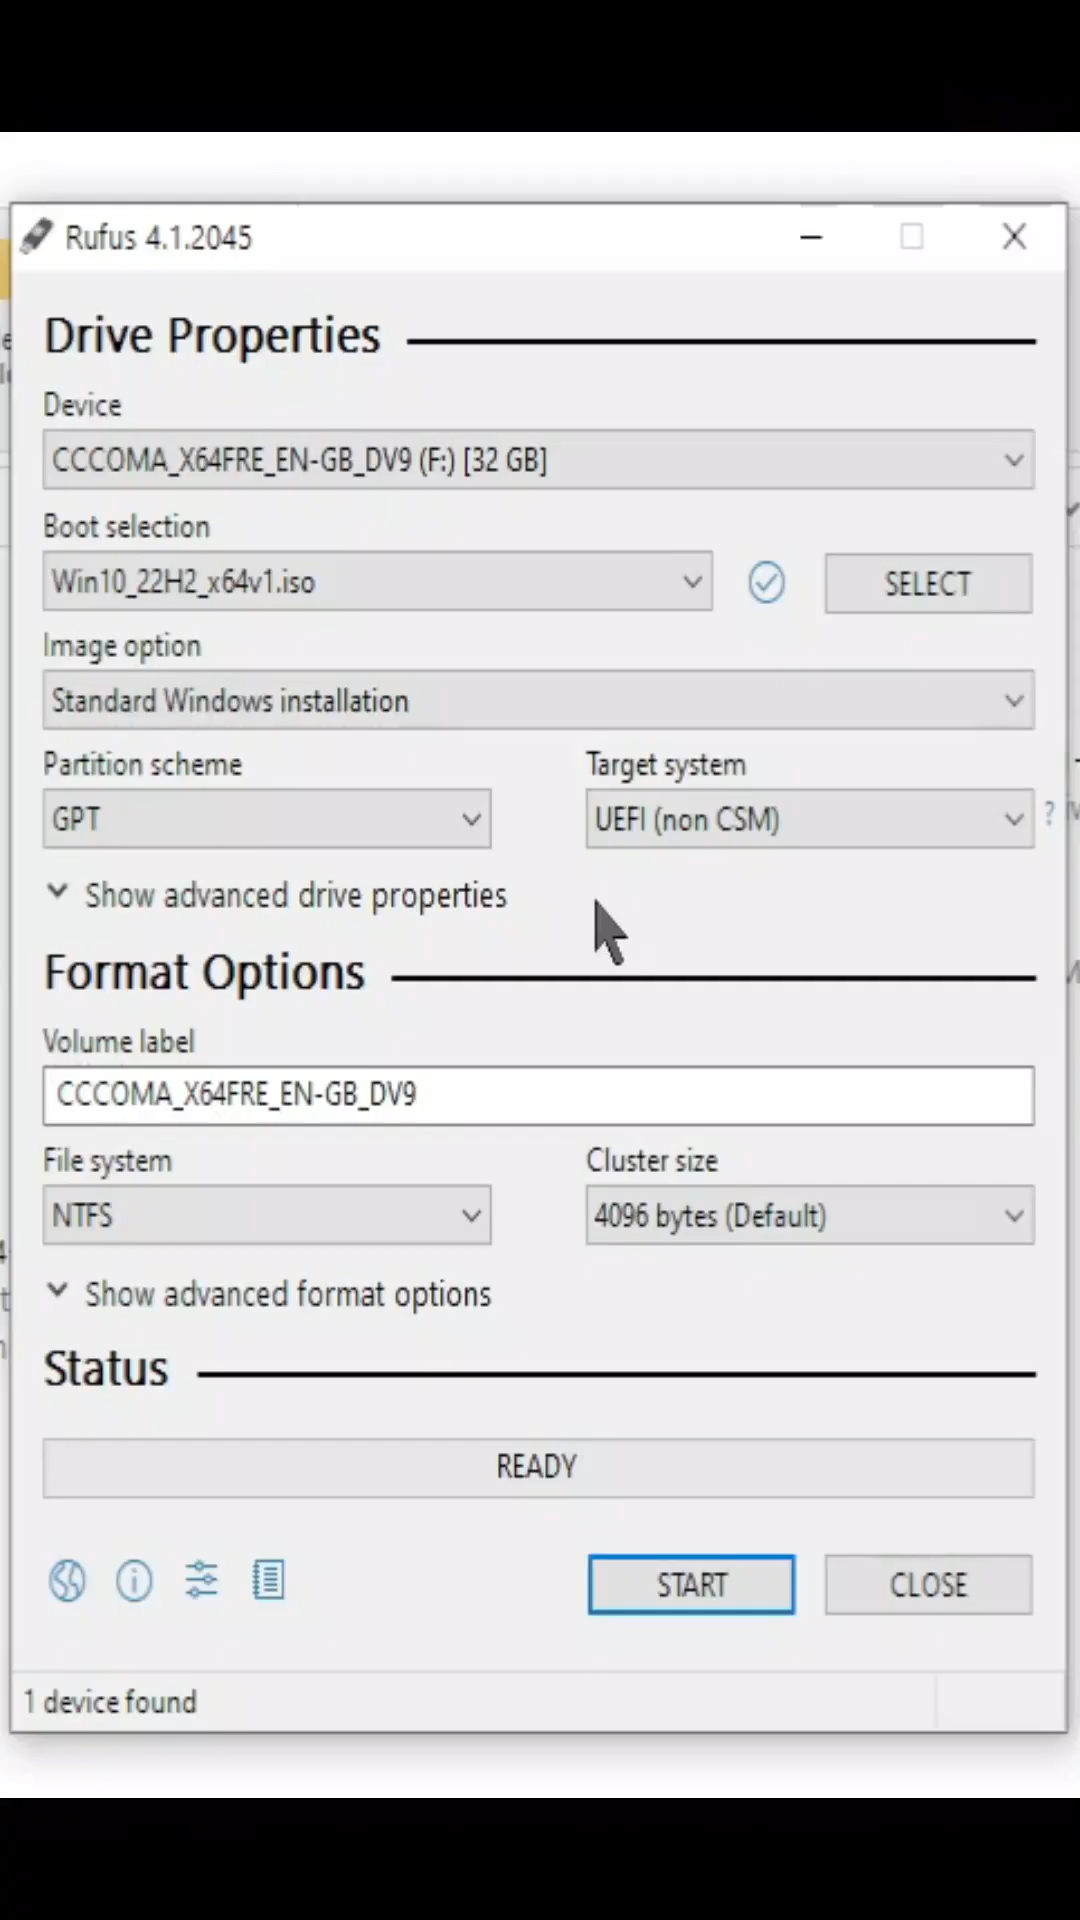 Rufus 4.1.2045
Drive Properties
Device
CCCOMA_X64FRE_EN-GB_DV9 (F:) [32 GB]
Boot selection
Win10_22H2_x64v1.iso
SELECT
Image option
Standard Windows installation
Partition scheme
Target system
GPT
UEFI (non CSM)
?
Show advanced drive properties
Format Options
Volume label
CCCOMA_X64FRE_EN-GB_DV9
File system
Cluster size
NTFS
4096 bytes (Default)
Show advanced format options
Status
READY
START
CLOSE
1 device found